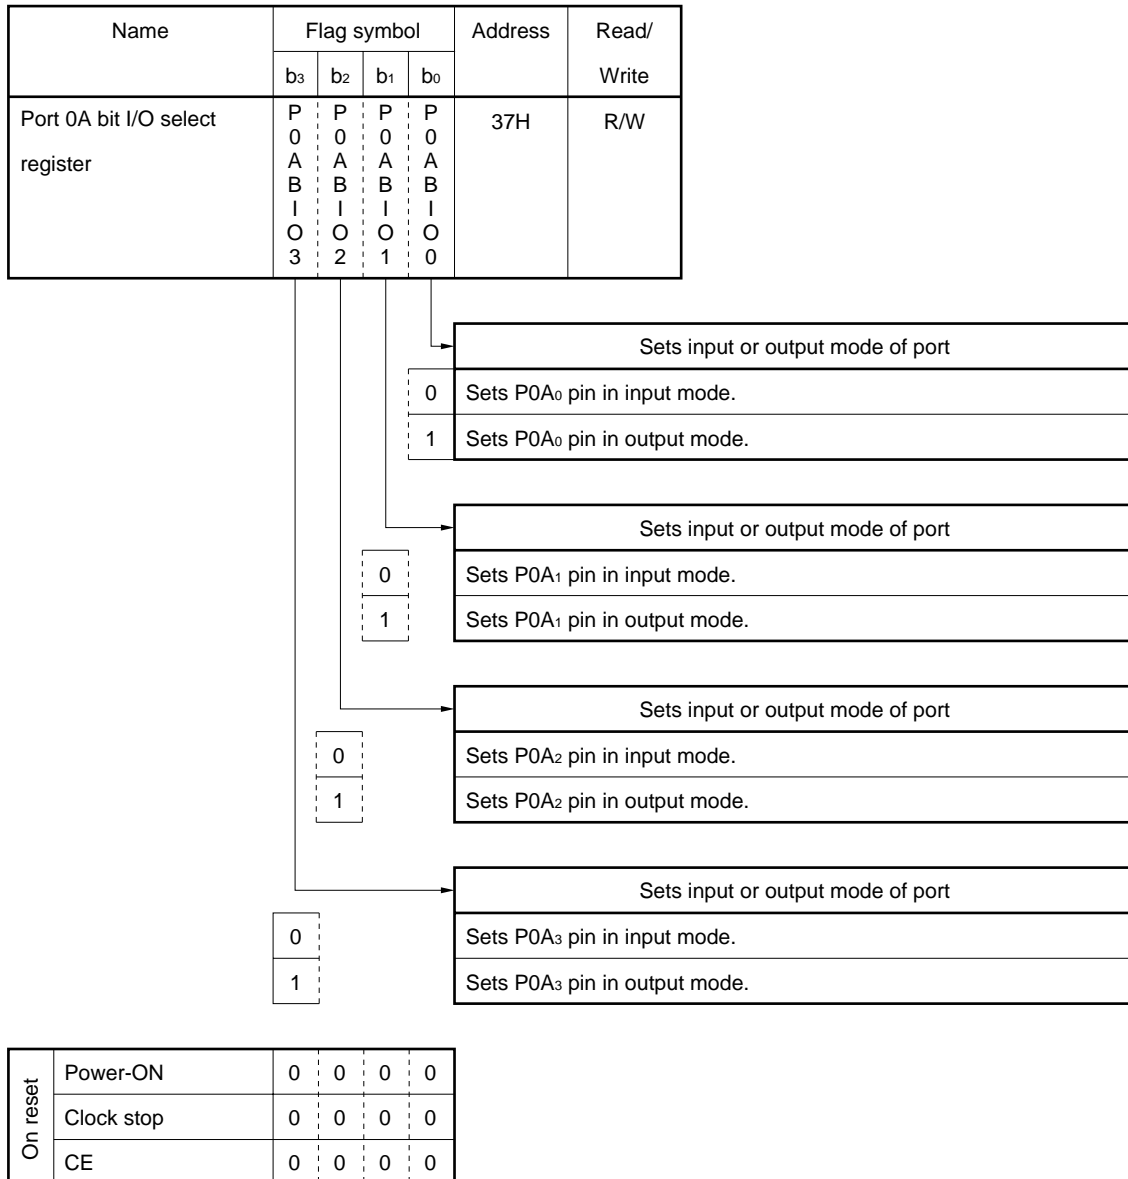 Name Flag symbol Address Read/
b3 b2 b1 b0 Write
Port 0A bit I/O select register P0ABIO3 P0ABIO2 P0ABIO1 P0ABIO0 37H R/W
Sets input or output mode of port
0 Sets P0A0 pin in input mode.
1 Sets P0A0 pin in output mode.
Sets input or output mode of port
0 Sets P0A1 pin in input mode.
1 Sets P0A1 pin in output mode.
Sets input or output mode of port
0 Sets P0A2 pin in input mode.
1 Sets P0A2 pin in output mode.
Sets input or output mode of port
0 Sets P0A3 pin in input mode.
1 Sets P0A3 pin in output mode.
On reset
Power-ON 0 0 0 0
Clock stop 0 0 0 0
CE 0 0 0 0